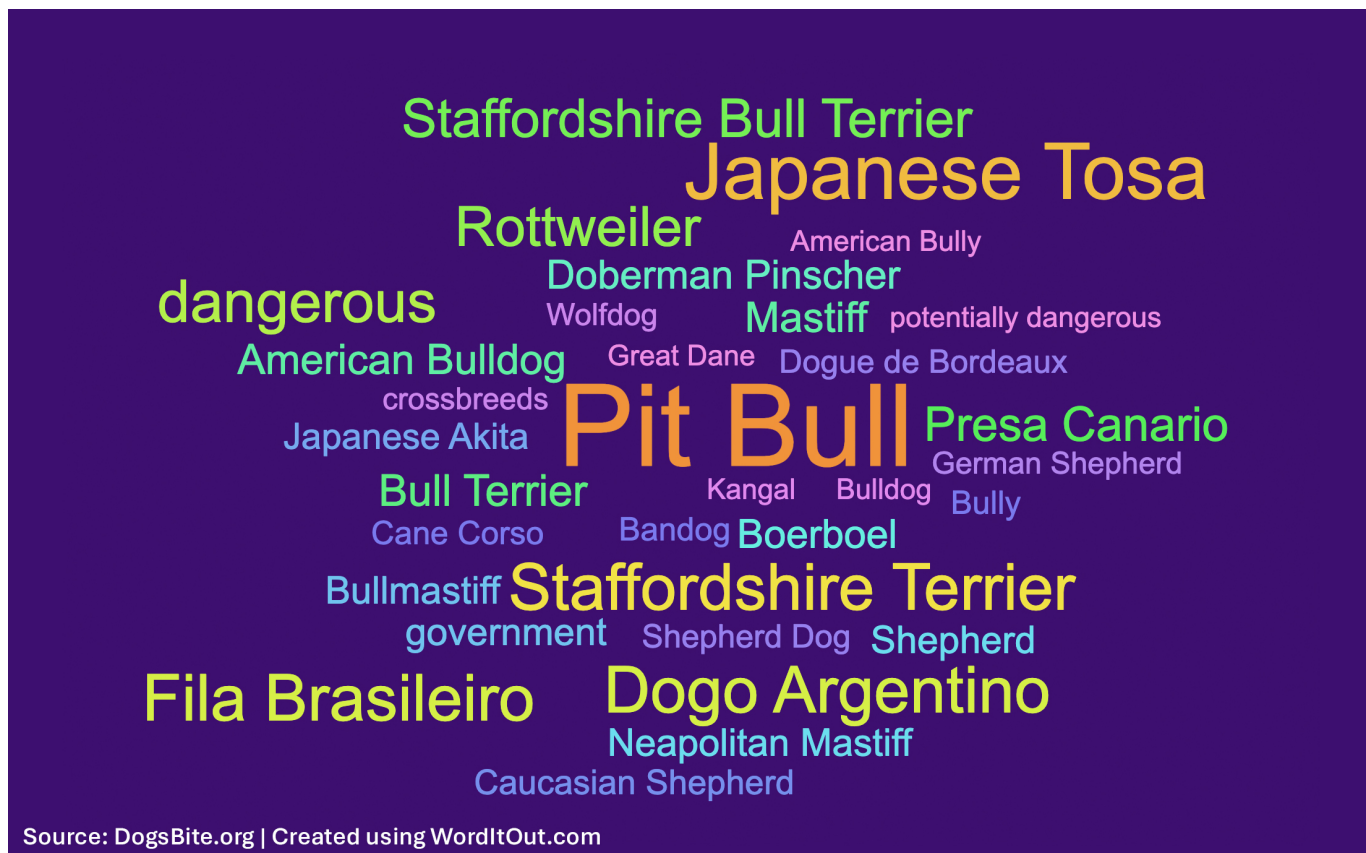 Staffordshire Bull Terrier
Japanese Tosa
Rottweiler
American Bully
Doberman Pinscher
dangerous
Wolfdog
Mastiff
potentially dangerous
American Bulldog
Great Dane
Dogue de Bordeaux
crossbreeds
Pit Bull
Presa Canario
Japanese Akita
German Shepherd
Bull Terrier
Kangal
Bulldog
Bully
Cane Corso
Bandog
Boerboel
Bullmastiff
Staffordshire Terrier
government
Shepherd Dog
Shepherd
Fila Brasileiro
Dogo Argentino
Neapolitan Mastiff
Caucasian Shepherd
Source: DogsBite.org | Created using WordItOut.com